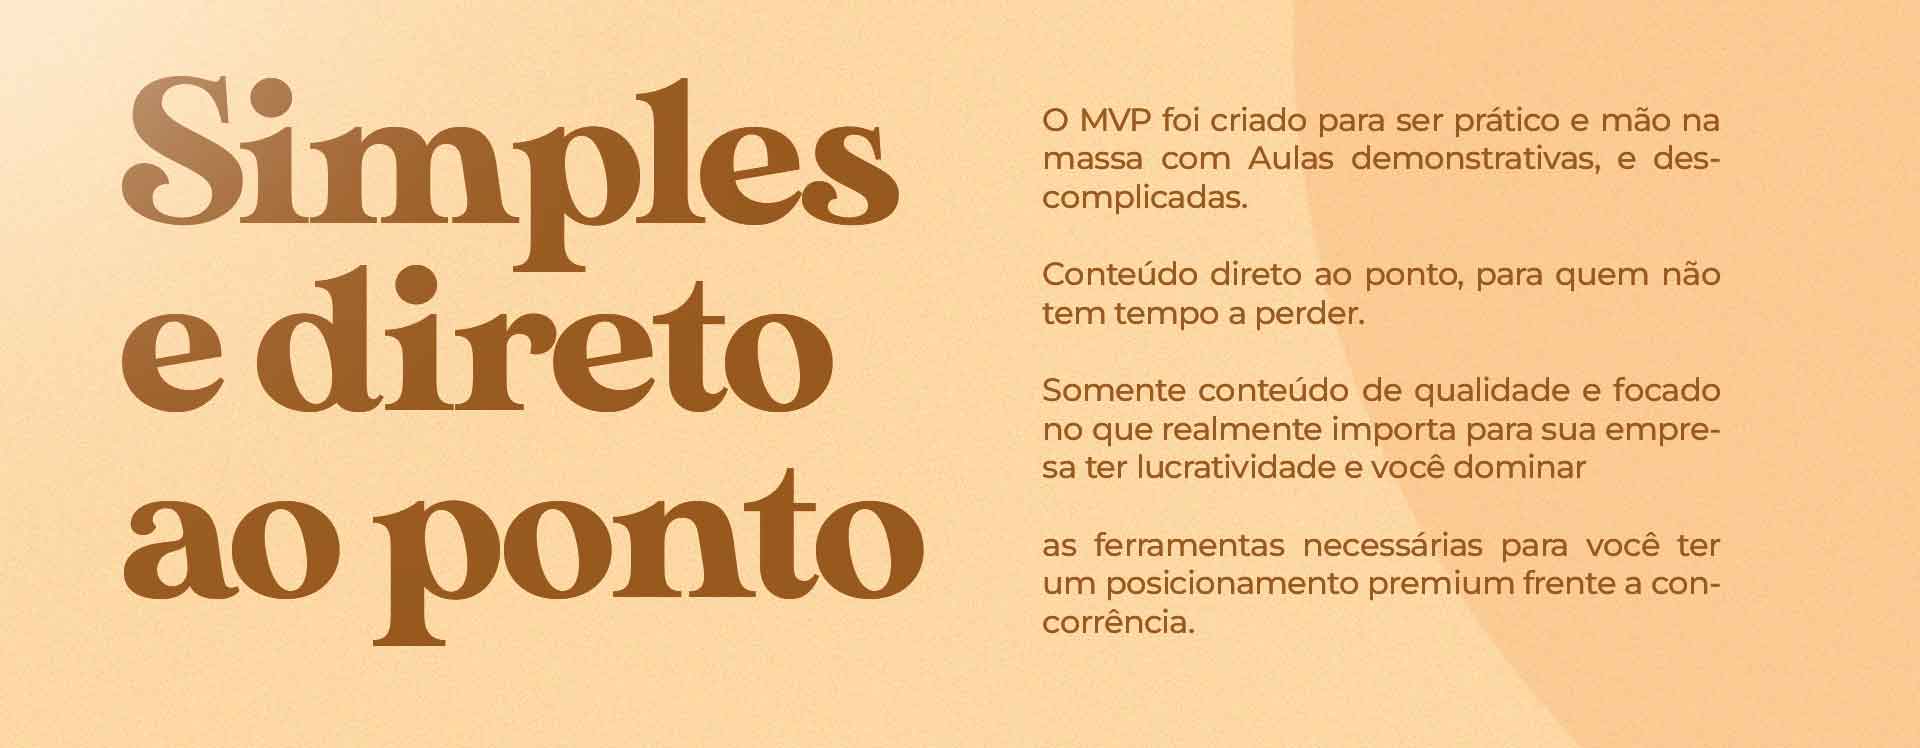 Simples
e direto
ao ponto
O MVP foi criado para ser prático e mão na
massa com Aulas demonstrativas, e des-
complicadas.
Conteúdo direto ao ponto, para quem não
tem tempo a perder.
Somente conteúdo de qualidade e focado
no que realmente importa para sua empre-
sa ter lucratividade e você dominar
as ferramentas necessárias para você ter
um posicionamento premium frente a con-
corrência.